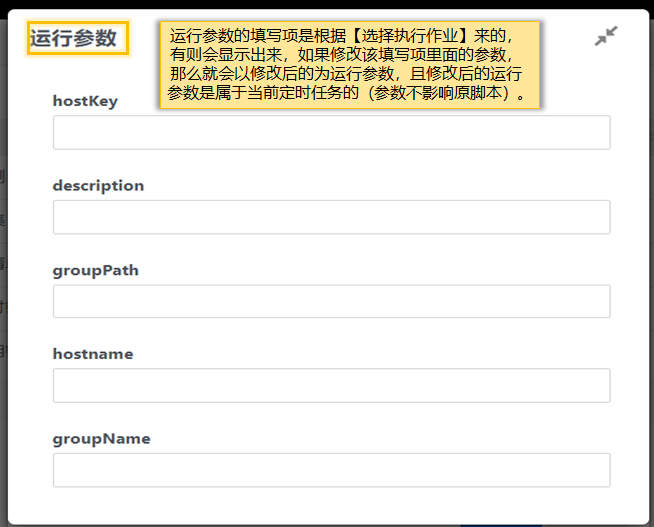 运行参数
运行参数的填写项是根据【选择执行作业】来的，
有则会显示出来，如果修改该填写项里面的参数，
那么就会以修改后的为运行参数，且修改后的运行
参数是属于当前定时任务的（参数不影响原脚本）。
hostKey
description
groupPath
hostname
groupName